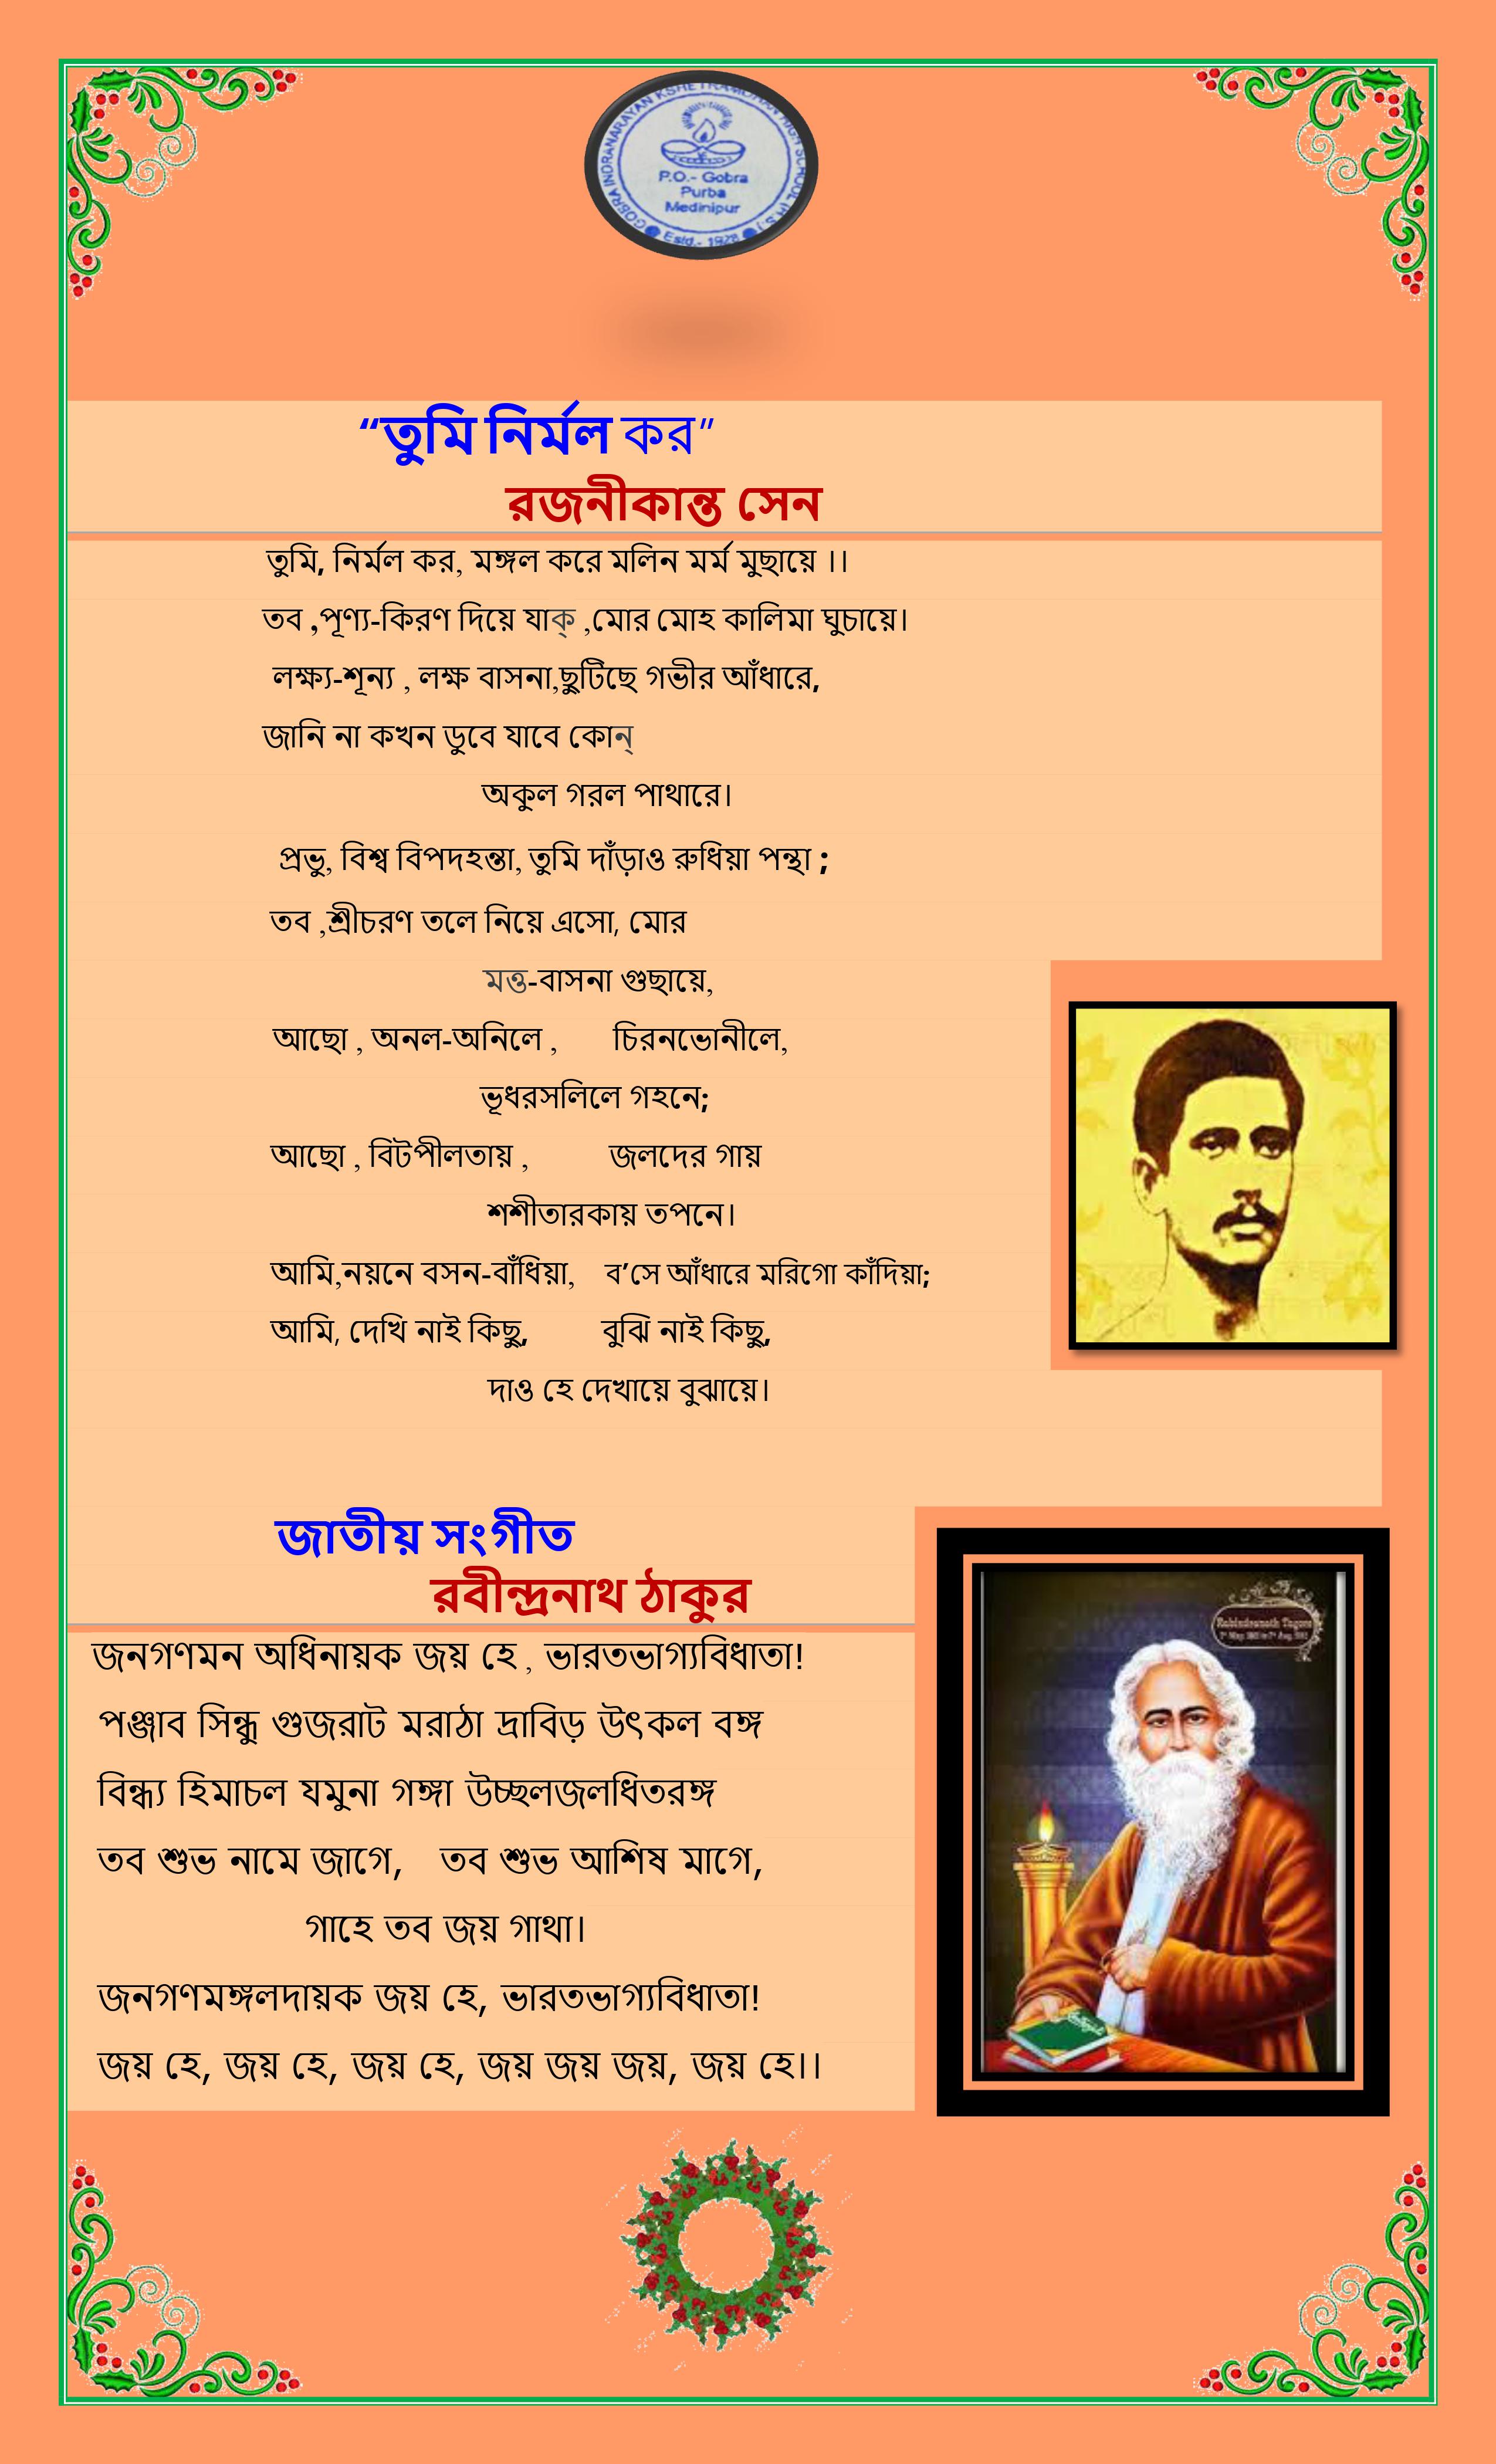 GOBRA INDRANARAYAN KSHETRAMOHAN HIGH SCHOOL (H.S.)
P.O.- Gobra
Purba
Medinipur
Estd.- 1928
“তুমি নির্মল কর”
রজনীকান্ত সেন
তুমি, নির্মল কর, মঙ্গল করে মলিন মর্ম মুছায়ে ।।
তব ,পূণ্য-কিরণ দিয়ে যাক্ ,মোর মোহ কালিমা ঘুচায়ে।
লক্ষ্য-শূন্য , লক্ষ বাসনা,ছুটিছে গভীর আঁধারে,
জানি না কখন ডুবে যাবে কোন্
অকুল গরল পাথারে।
প্রভু, বিশ্ব বিপদহন্তা, তুমি দাঁড়াও রুধিয়া পন্থা ;
তব ,শ্রীচরণ তলে নিয়ে এসো, মোর
মত্ত-বাসনা গুছায়ে,
আছো , অনল-অনিলে , চিরনভোনীলে,
ভূধরসলিলে গহনে;
আছো , বিটপীলতায় , জলদের গায়
শশীতারকায় তপনে।
আমি,নয়নে বসন-বাঁধিয়া, ব’সে আঁধারে মরিগো কাঁদিয়া;
আমি, দেখি নাই কিছু, বুঝি নাই কিছু,
দাও হে দেখায়ে বুঝায়ে।
জাতীয় সংগীত
রবীন্দ্রনাথ ঠাকুর
Rabindranath Tagore
জনগণমন অধিনায়ক জয় হে , ভারতভাগ্যবিধাতা!
পঞ্জাব সিন্ধু গুজরাট মরাঠা দ্রাবিড় উৎকল বঙ্গ
বিন্ধ্য হিমাচল যমুনা গঙ্গা উচ্ছলজলধিতরঙ্গ
তব শুভ নামে জাগে, তব শুভ আশিষ মাগে,
গাহে তব জয় গাথা।
জনগণমঙ্গলদায়ক জয় হে, ভারতভাগ্যবিধাতা!
জয় হে, জয় হে, জয় হে, জয় জয় জয়, জয় হে।।